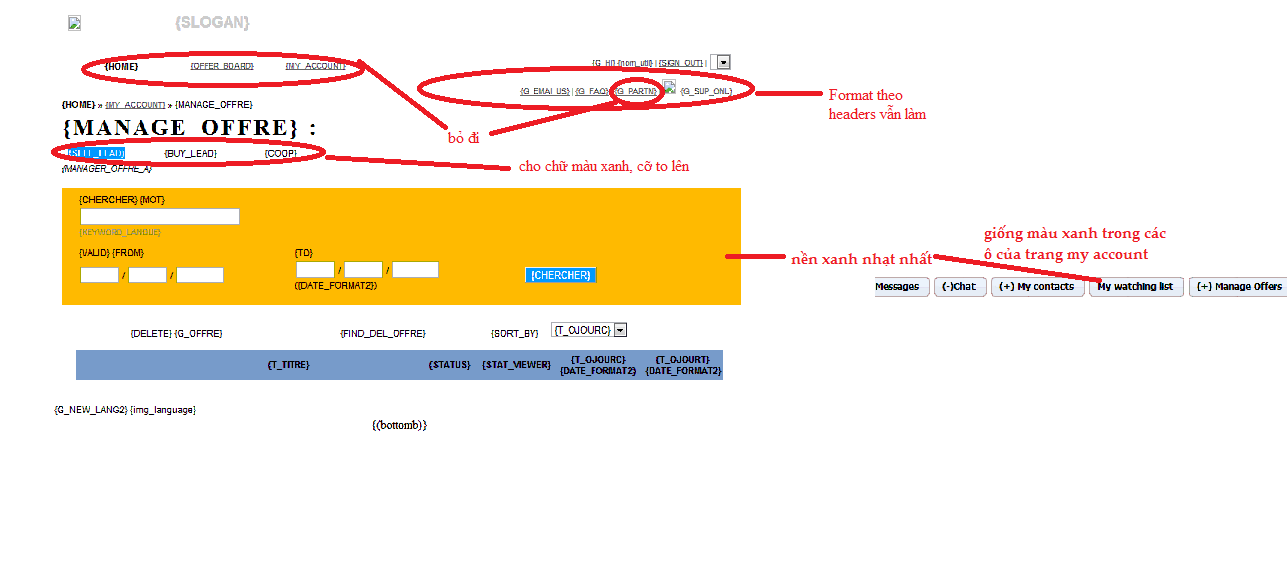 {SLOGAN}
{HOME} {OFFER_BOARD} {MY_ACCOUNT}
{G_HI} {nom_util} | {SIGN_OUT} |
{G_EMAI_US} | {G_FAQ} | {G_PARTN} {G_SUP_ONL}
Format theo
headers vẫn làm
{HOME} » {MY_ACCOUNT} » {MANAGE_OFFRE}
{MANAGE_OFFRE} :
bỏ đi
{SELL_LEAD} {BUY_LEAD} {COOP}
cho chữ màu xanh, cỡ to lên
{MANAGER_OFFRE_A}
{CHERCHER} {MOT}
{KEYWORD_LANGUE}
{VALID} {FROM} {TO}
/ / / /
({DATE_FORMAT2})
{CHERCHER}
nền xanh nhạt nhất
giống màu xanh trong các
ô của trang my account
Messages (-)Chat (+) My contacts My watching list (+) Manage Offers
{DELETE} {G_OFFRE} {FIND_DEL_OFFRE} {SORT_BY} {T_OJOURC}
{T_TITRE} {STATUS} {STAT_VIEWER} {T_OJOURC} {T_OJOURT}
{DATE_FORMAT2} {DATE_FORMAT2}
{G_NEW_LANG2} {img_language}
{(bottomb)}